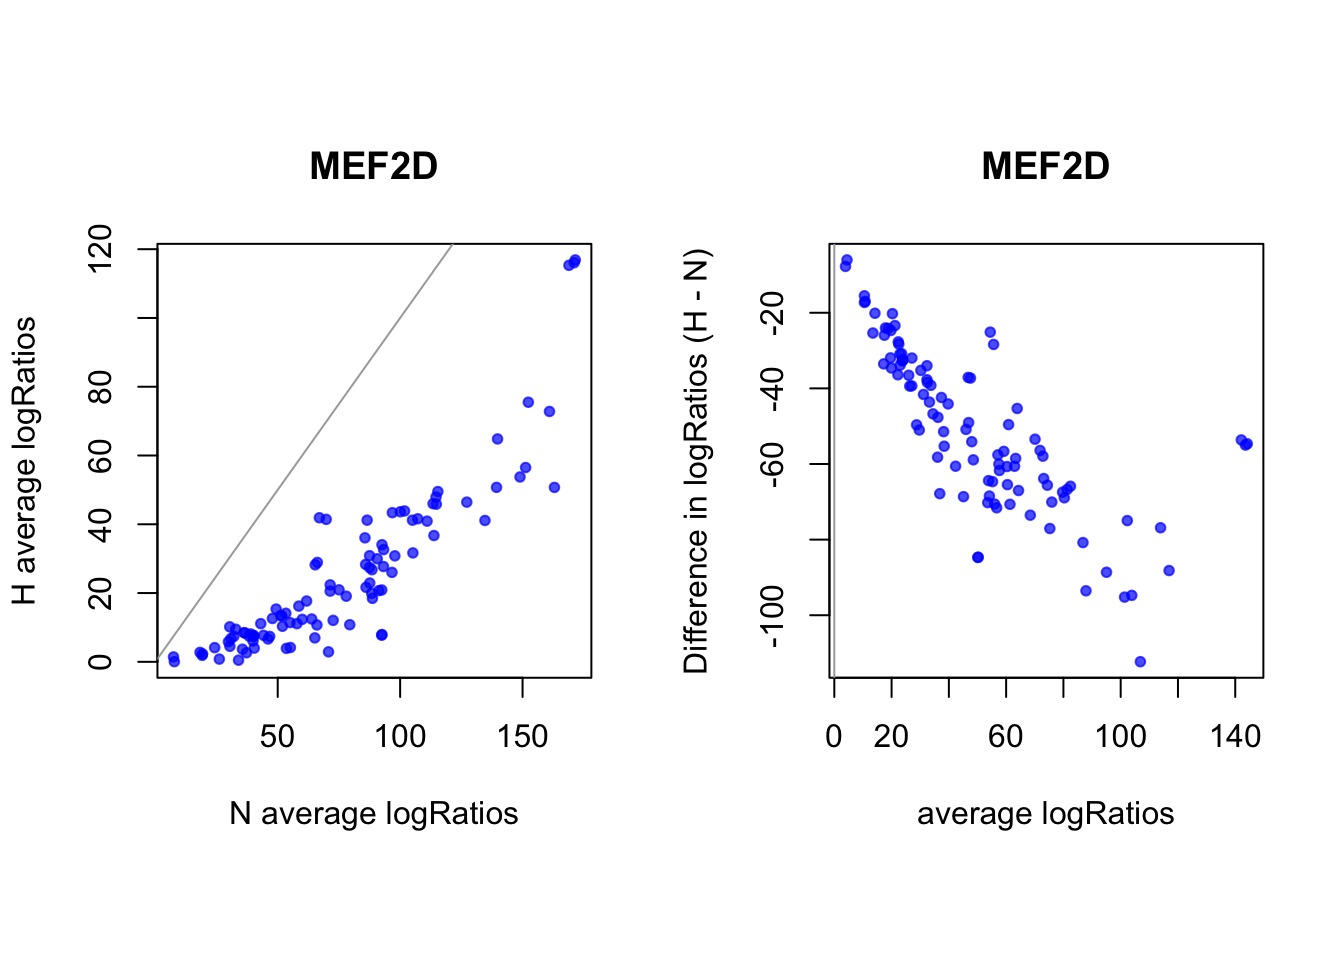 MEF2D
H average logRatios
0 20 40 60 80 120
50 100 150
N average logRatios
MEF2D
Difference in logRatios (H - N)
-100 -60 -40 -20
0 20 60 100 140
average logRatios